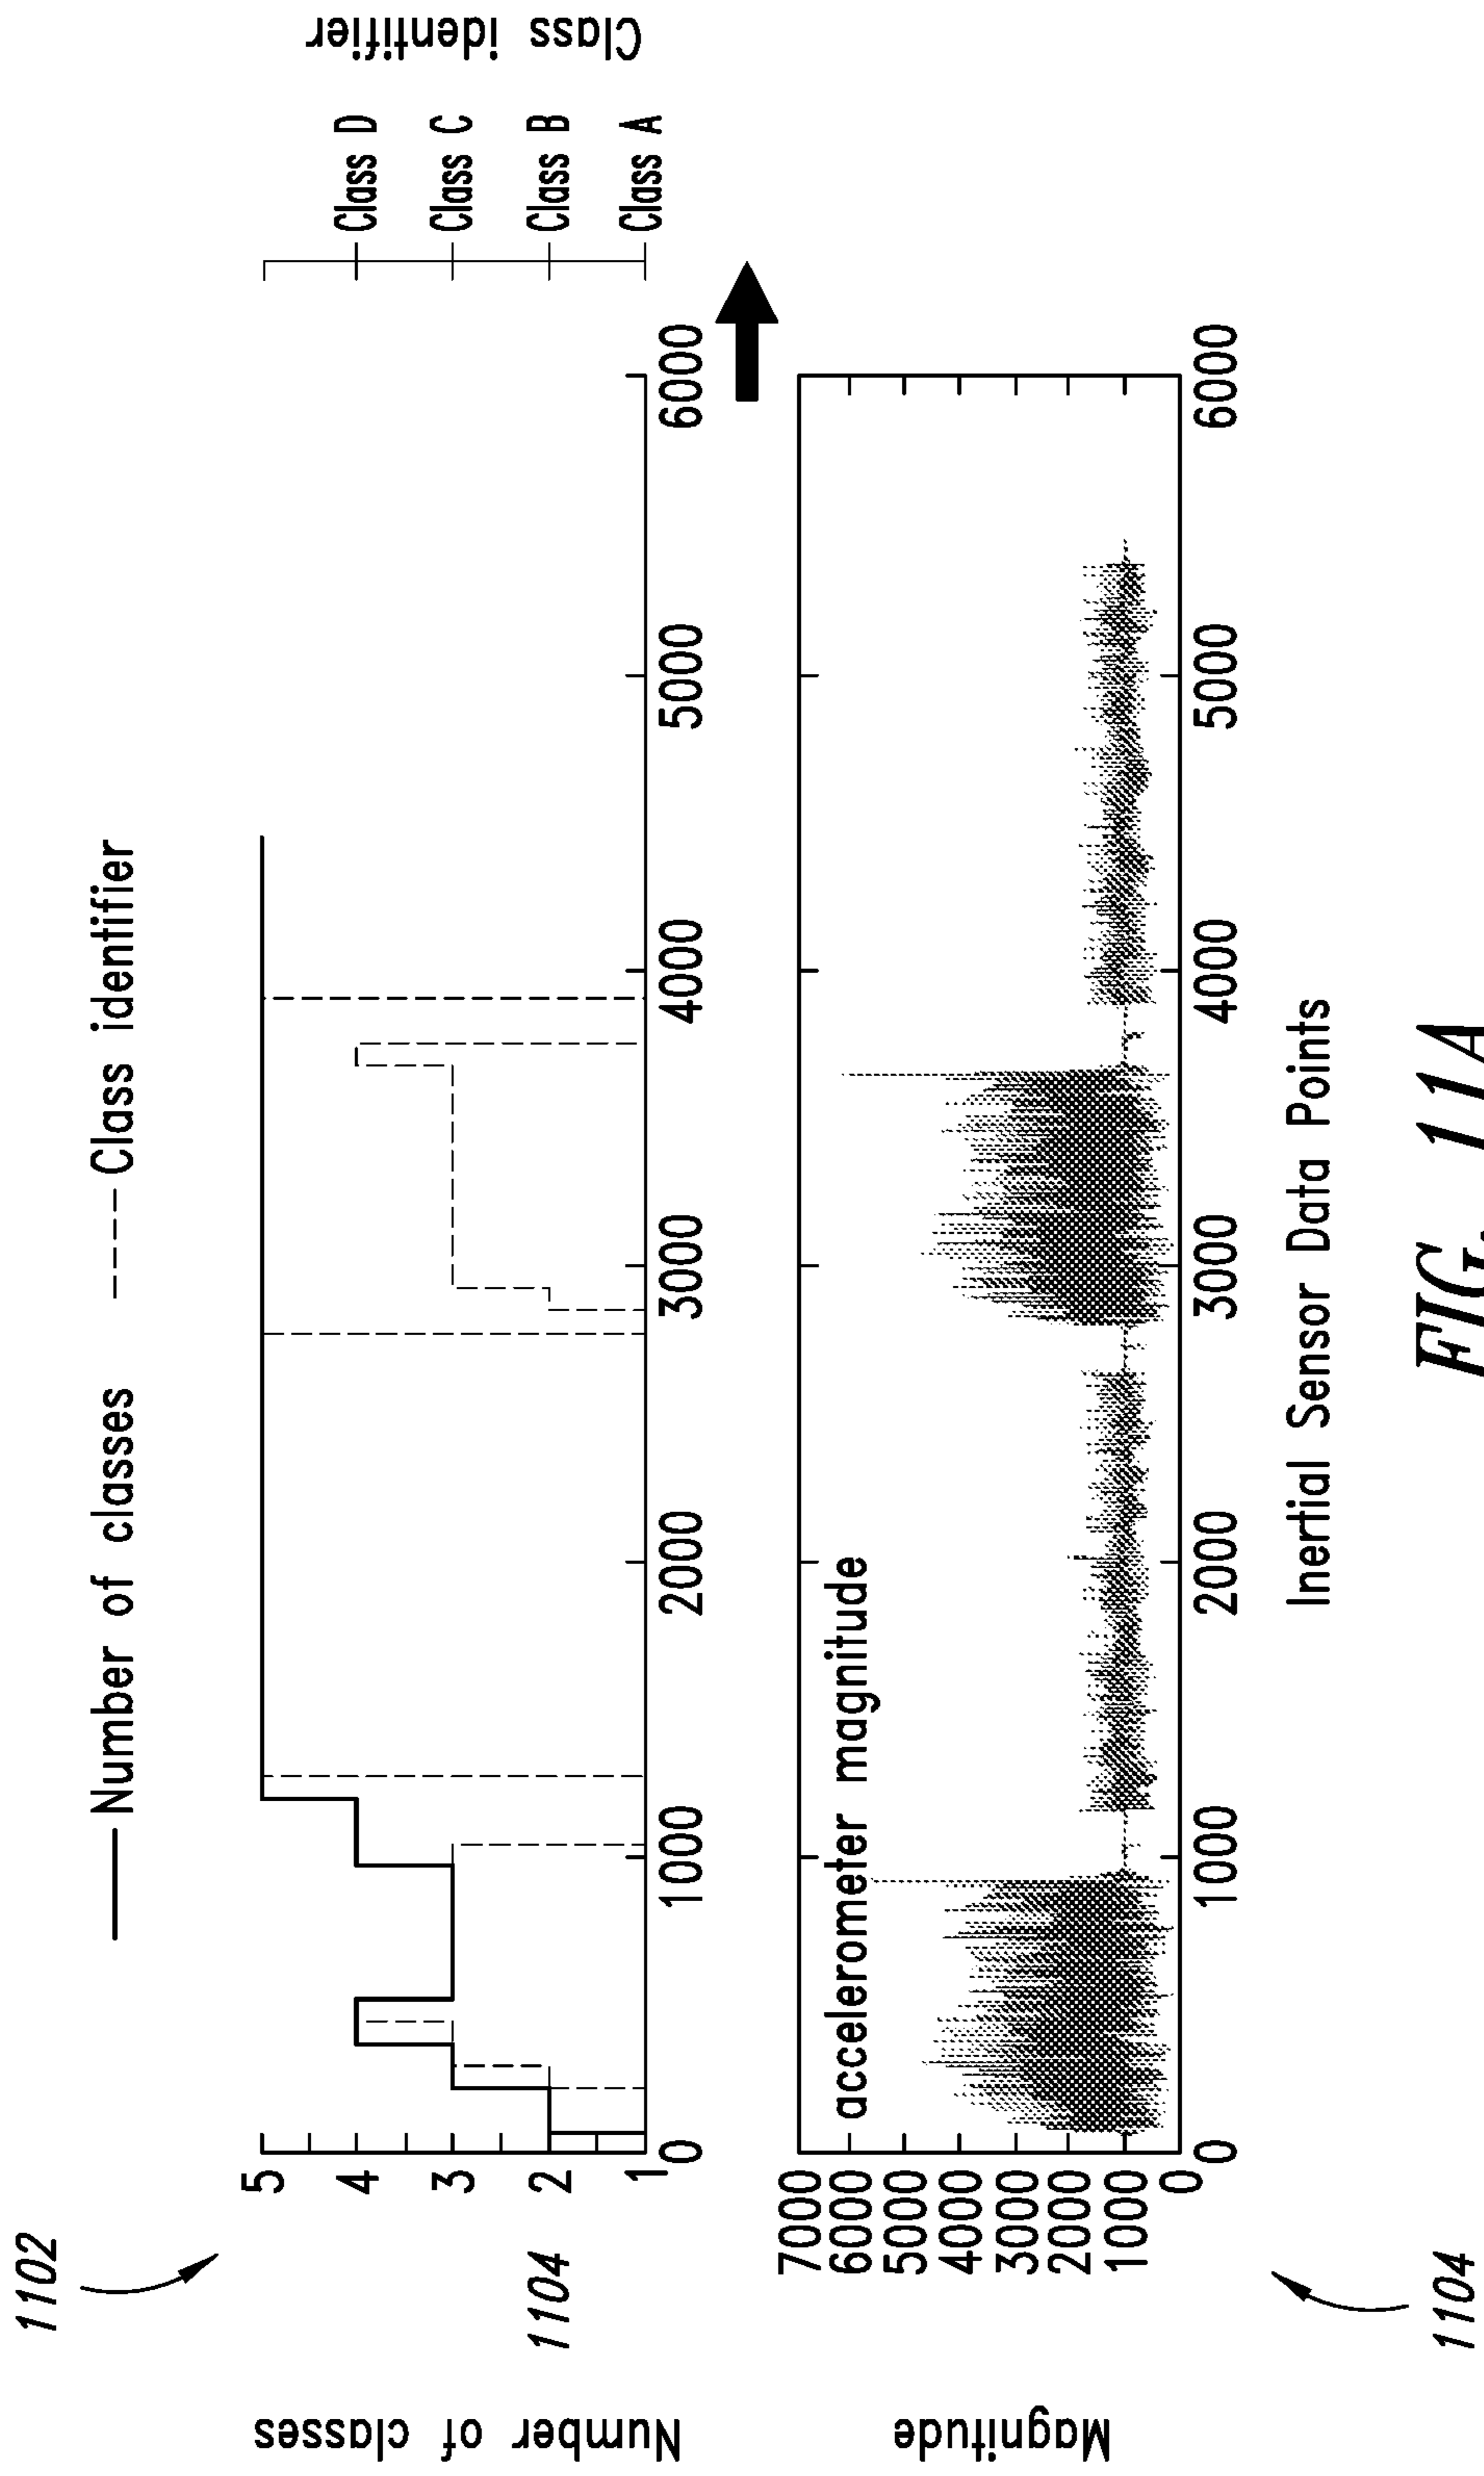 1102
Number of classes
Class identifier
Number of classes
1104
5
4
3
2
1
0
1000
2000
3000
4000
5000
6000
Class identifier
Class D
Class C
Class B
Class A
Magnitude
7000
6000
5000
4000
3000
2000
1000
0
accelerometer magnitude
0
1000
2000
3000
4000
5000
6000
Inertial Sensor Data Points
1104
FIG. 11A